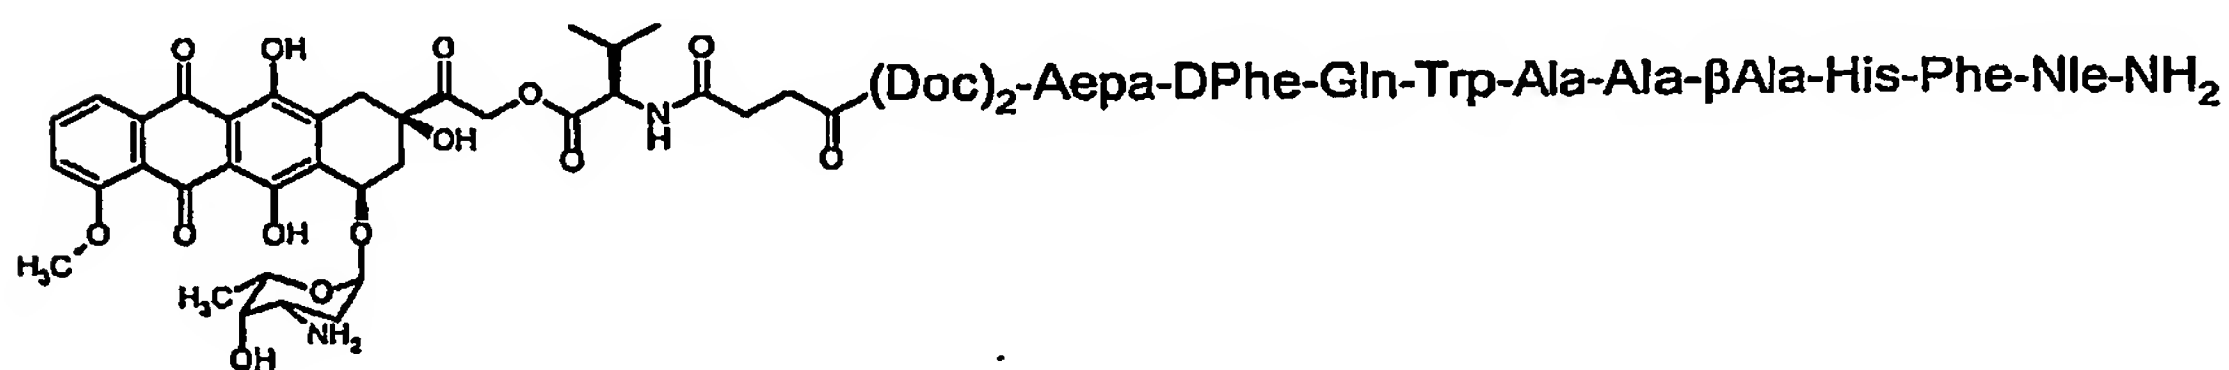 O OH O O (Doc)₂-Aepa-DPhe-Gln-Trp-Ala-Ala-βAla-His-Phe-Nle-NH₂
O OH O N H O
O O OH O
H₃C
H₃C O NH₂
OH